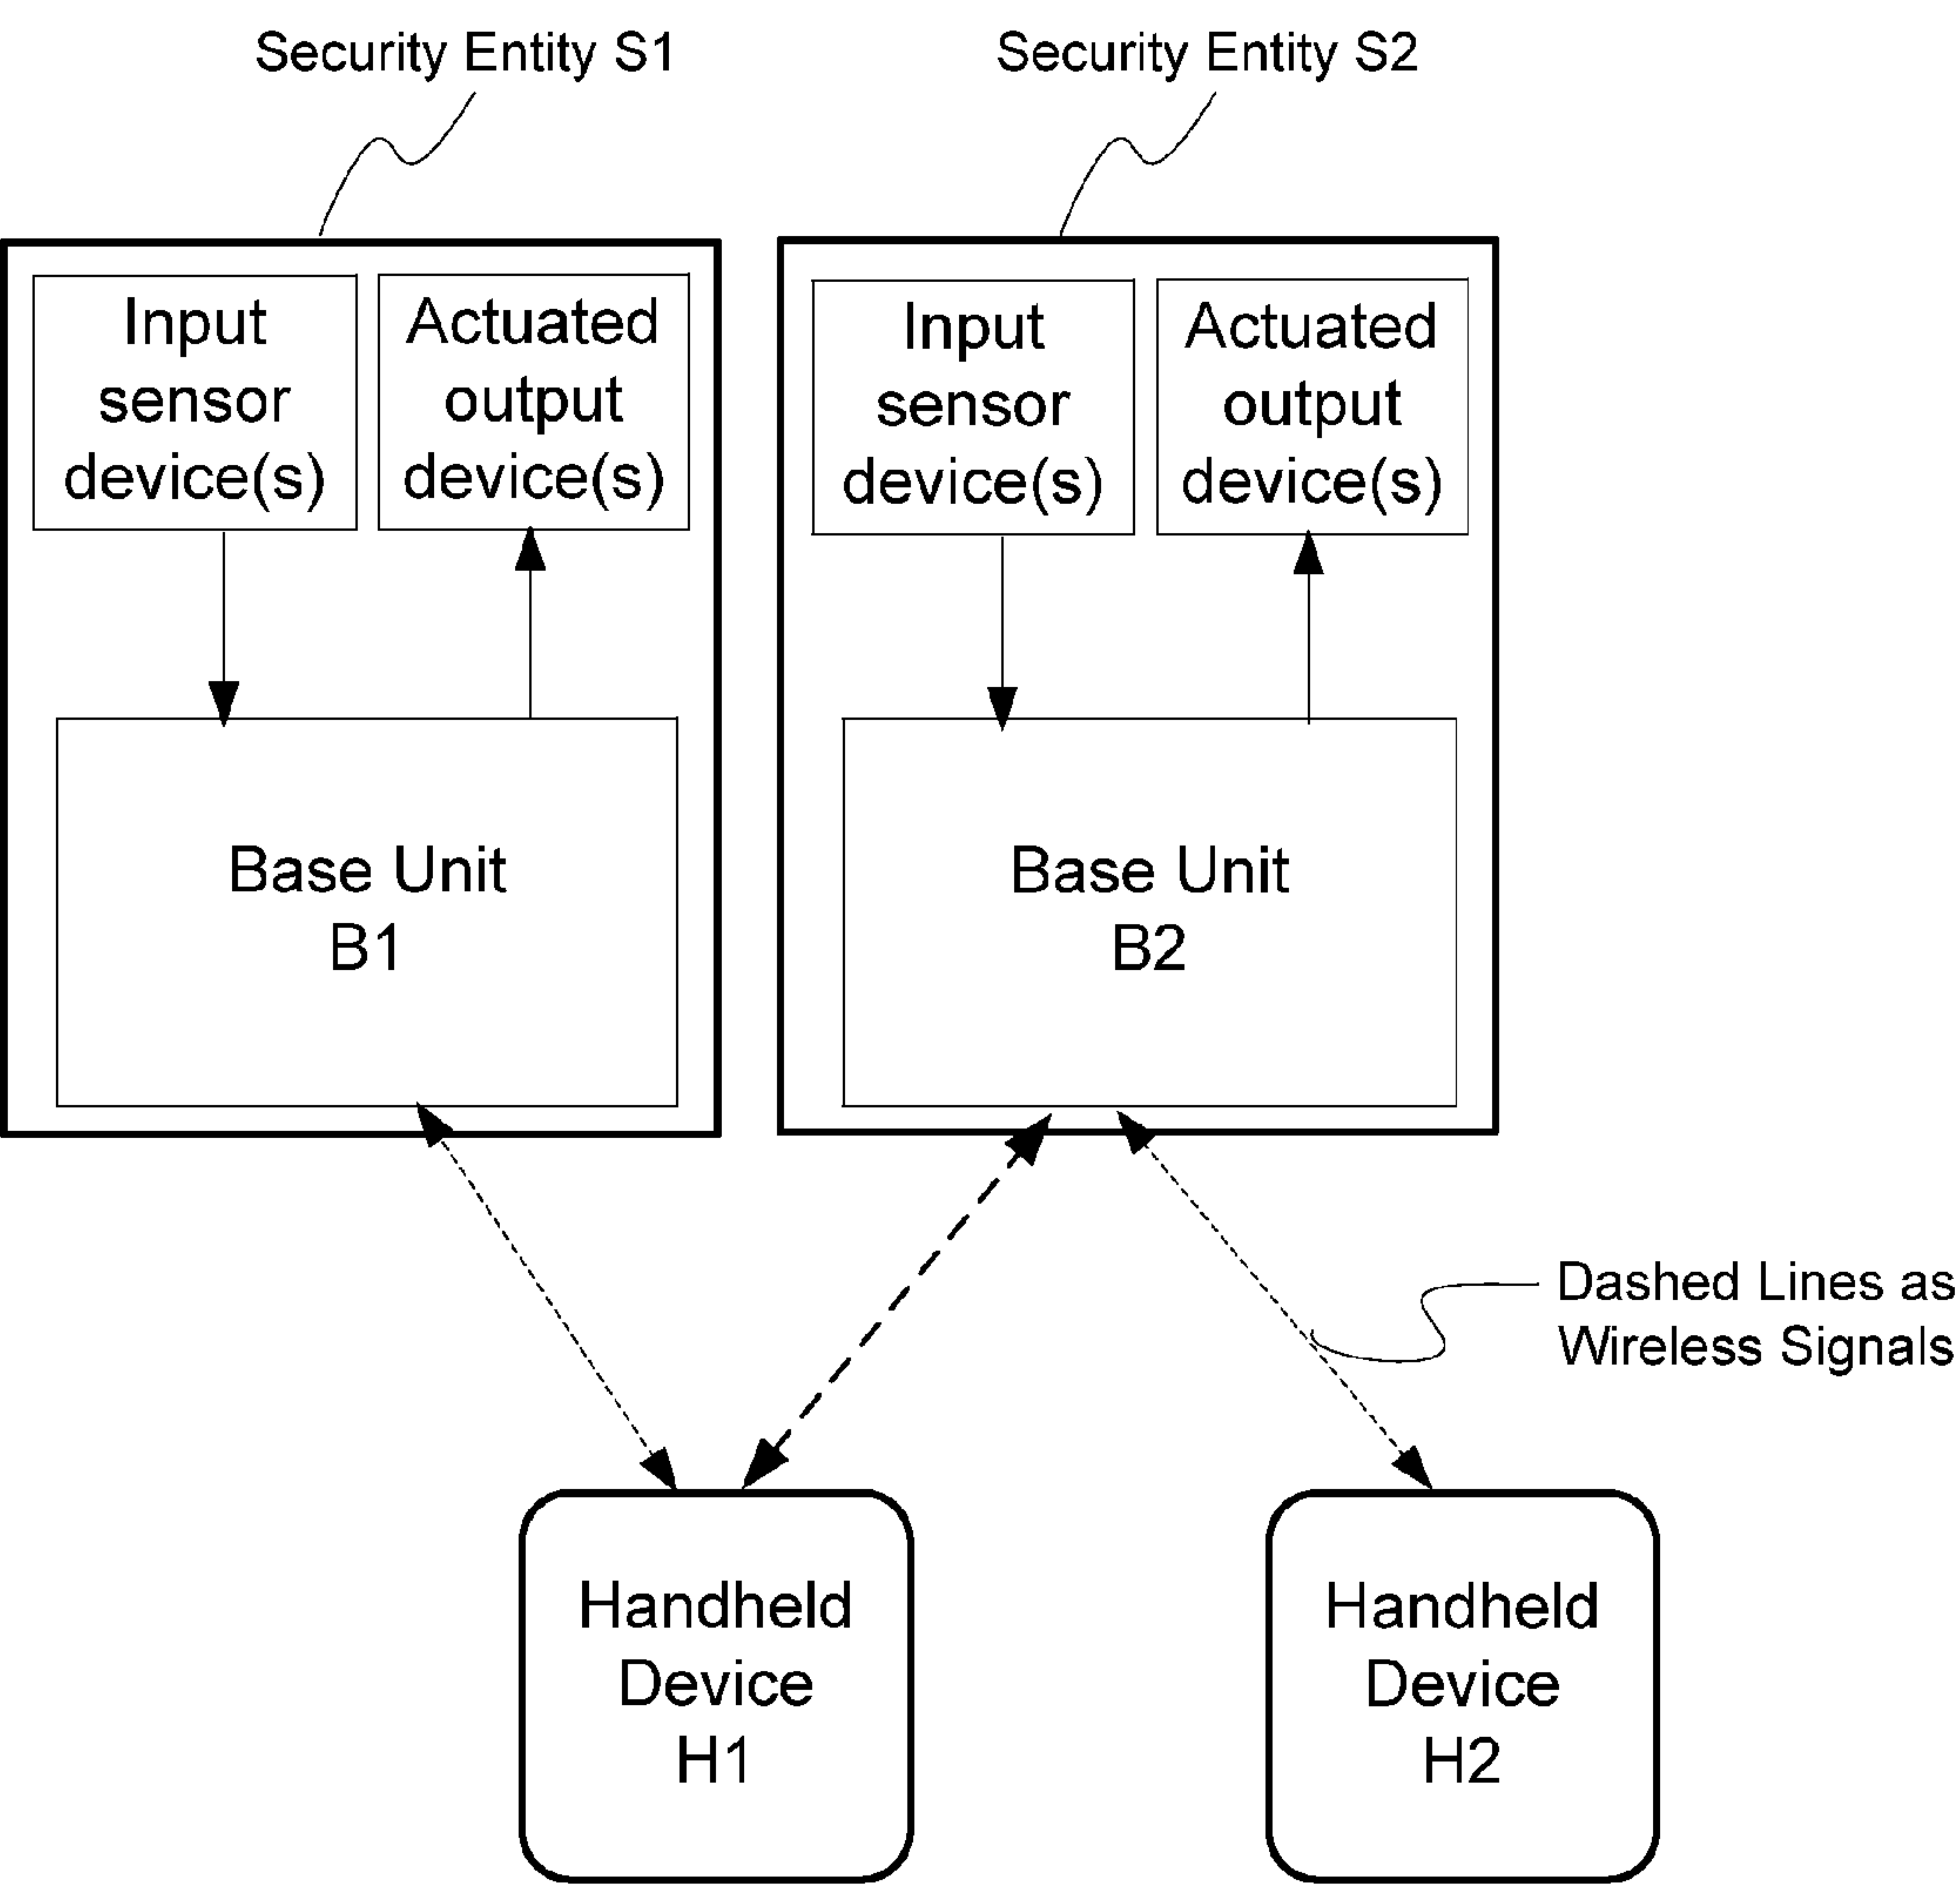 Security Entity S1
Security Entity S2
Input
sensor
device(s)
Actuated
output
device(s)
Input
sensor
device(s)
Actuated
output
device(s)
Base Unit
B1
Base Unit
B2
Dashed Lines as
Wireless Signals
Handheld
Device
H1
Handheld
Device
H2